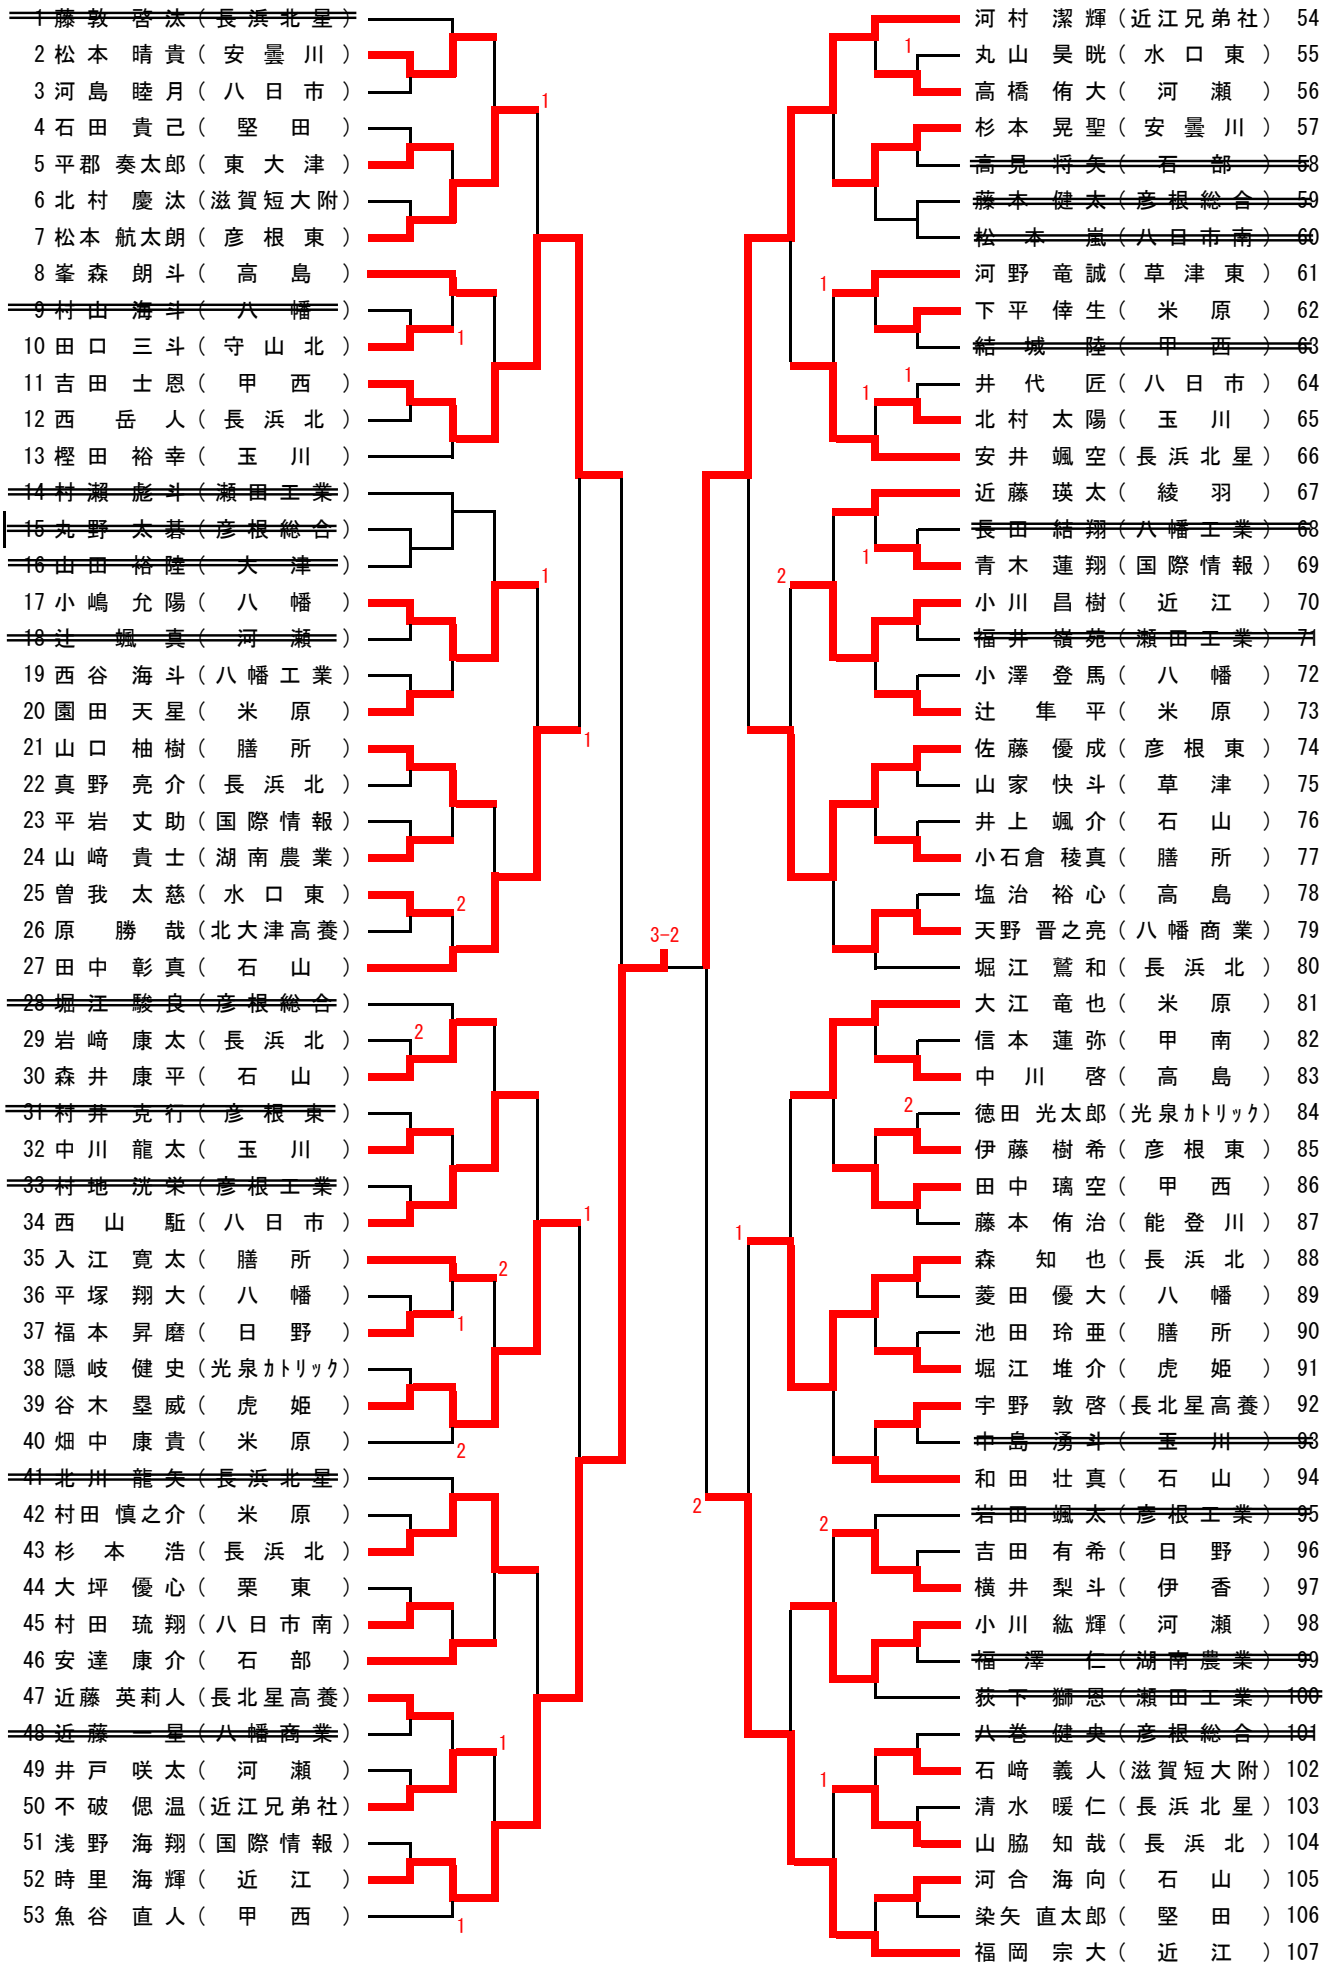 1 藤敦 啓汰 (長浜北星)
2 松本 晴貴 (安曇川)
3 河島 睦月 (八日市)
4 石田 貴己 (堅田)
5 平郡 奏太郎 (東大津)
6 北村 慶汰 (滋賀短大附)
7 松本 航太朗 (彦根東)
8 峯森 朗斗 (高島)
9 村山 海斗 (八幡)
10 田口 三斗 (守山北)
11 吉田 士恩 (甲西)
12 西 岳人 (長浜北)
13 樫田 裕幸 (玉川)
14 村瀬 彪斗 (瀬田工業)
15 丸野 太碁 (彦根総合)
16 山田 裕陸 (大津)
17 小嶋 允陽 (八幡)
18 辻 颯真 (河瀬)
19 西谷 海斗 (八幡工業)
20 園田 天星 (米原)
21 山口 柚樹 (膳所)
22 真野 亮介 (長浜北)
23 平岩 丈助 (国際情報)
24 山﨑 貴士 (湖南農業)
25 曽我 太慈 (水口東)
26 原 勝哉 (北大津高養)
27 田中 彰真 (石山)
28 堀江 駿良 (彦根総合)
29 岩﨑 康太 (長浜北)
30 森井 康平 (石山)
31 村井 克行 (彦根東)
32 中川 龍太 (玉川)
33 村地 洸栄 (彦根工業)
34 西山 駈 (八日市)
35 入江 寛太 (膳所)
36 平塚 翔大 (八幡)
37 福本 昇磨 (日野)
38 隠岐 健史 (光泉カトリック)
39 谷木 塁威 (虎姫)
40 畑中 康貴 (米原)
41 北川 龍矢 (長浜北星)
42 村田 慎之介 (米原)
43 杉本 浩 (長浜北)
44 大坪 優心 (栗東)
45 村田 琉翔 (八日市南)
46 安達 康介 (石部)
47 近藤 英莉人 (長北星高養)
48 近藤 一星 (八幡商業)
49 井戸 咲太 (河瀬)
50 不破 偲温 (近江兄弟社)
51 浅野 海翔 (国際情報)
52 時里 海輝 (近江)
53 魚谷 直人 (甲西)
1
1
1
1
2
2
1
2
1
2
1
1
3-2
1
1
1
1
1
2
2
1
2
2
1
河村 潔輝 (近江兄弟社) 54
丸山 昊晄 (水口東) 55
高橋 侑大 (河瀬) 56
杉本 晃聖 (安曇川) 57
高見 将矢 (石部) 58
藤本 健太 (彦根総合) 59
松本 嵐 (八日市南) 60
河野 竜誠 (草津東) 61
下平 倖生 (米原) 62
結城 陸 (甲西) 63
井代 匠 (八日市) 64
北村 太陽 (玉川) 65
安井 颯空 (長浜北星) 66
近藤 瑛太 (綾羽) 67
長田 結翔 (八幡工業) 68
青木 蓮翔 (国際情報) 69
小川 昌樹 (近江) 70
福井 嶺苑 (瀬田工業) 71
小澤 登馬 (八幡) 72
辻 隼平 (米原) 73
佐藤 優成 (彦根東) 74
山家 快斗 (草津) 75
井上 颯介 (石山) 76
小石倉 稜真 (膳所) 77
塩治 裕心 (高島) 78
天野 晋之亮 (八幡商業) 79
堀江 鷲和 (長浜北) 80
大江 竜也 (米原) 81
信本 蓮弥 (甲南) 82
中川 啓 (高島) 83
徳田 光太郎 (光泉カトリック) 84
伊藤 樹希 (彦根東) 85
田中 璃空 (甲西) 86
藤本 侑治 (能登川) 87
森 知也 (長浜北) 88
菱田 優大 (八幡) 89
池田 玲亜 (膳所) 90
堀江 堆介 (虎姫) 91
宇野 敦啓 (長北星高養) 92
中島 湧斗 (玉川) 93
和田 壮真 (石山) 94
岩田 颯太 (彦根工業) 95
吉田 有希 (日野) 96
横井 梨斗 (伊香) 97
小川 紘輝 (河瀬) 98
福澤 仁 (湖南農業) 99
荻下 獅恩 (瀬田工業) 100
八巻 健央 (彦根総合) 101
石﨑 義人 (滋賀短大附) 102
清水 暖仁 (長浜北星) 103
山脇 知哉 (長浜北) 104
河合 海向 (石山) 105
染矢 直太郎 (堅田) 106
福岡 宗大 (近江) 107